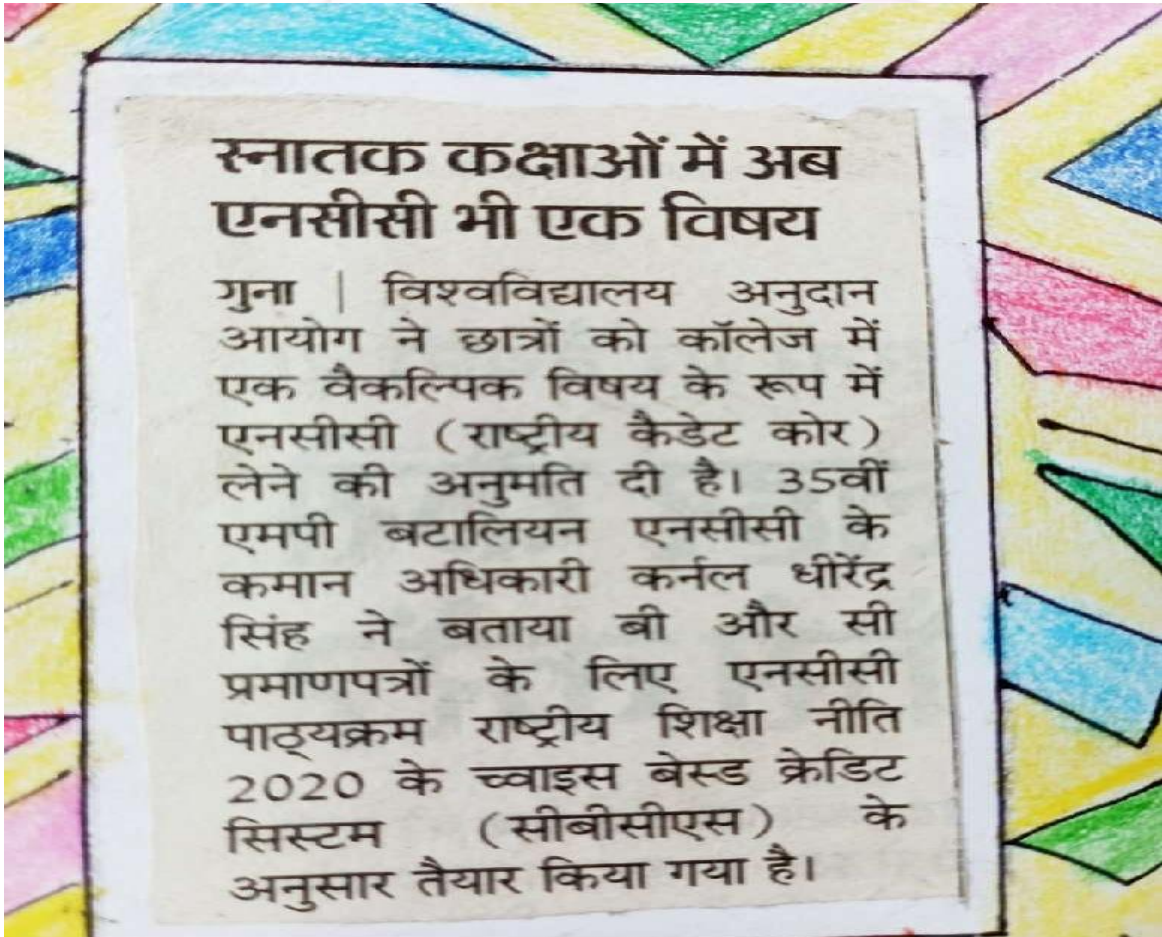 स्नातक कक्षाओं में अब
एनसीसी भी एक विषय
गुना | विश्वविद्यालय अनुदान
आयोग ने छात्रों को कॉलेज में
एक वैकल्पिक विषय के रूप में
एनसीसी (राष्ट्रीय कैडेट कोर)
लेने की अनुमति दी है। 35वीं
एमपी बटालियन एनसीसी के
कमान अधिकारी कर्नल धीरेंद्र
सिंह ने बताया बी और सी
प्रमाणपत्रों के लिए एनसीसी
पाठ्यक्रम राष्ट्रीय शिक्षा नीति
2020 के च्वाइस बेस्ड क्रेडिट
सिस्टम (सीबीसीएस) के
अनुसार तैयार किया गया है।